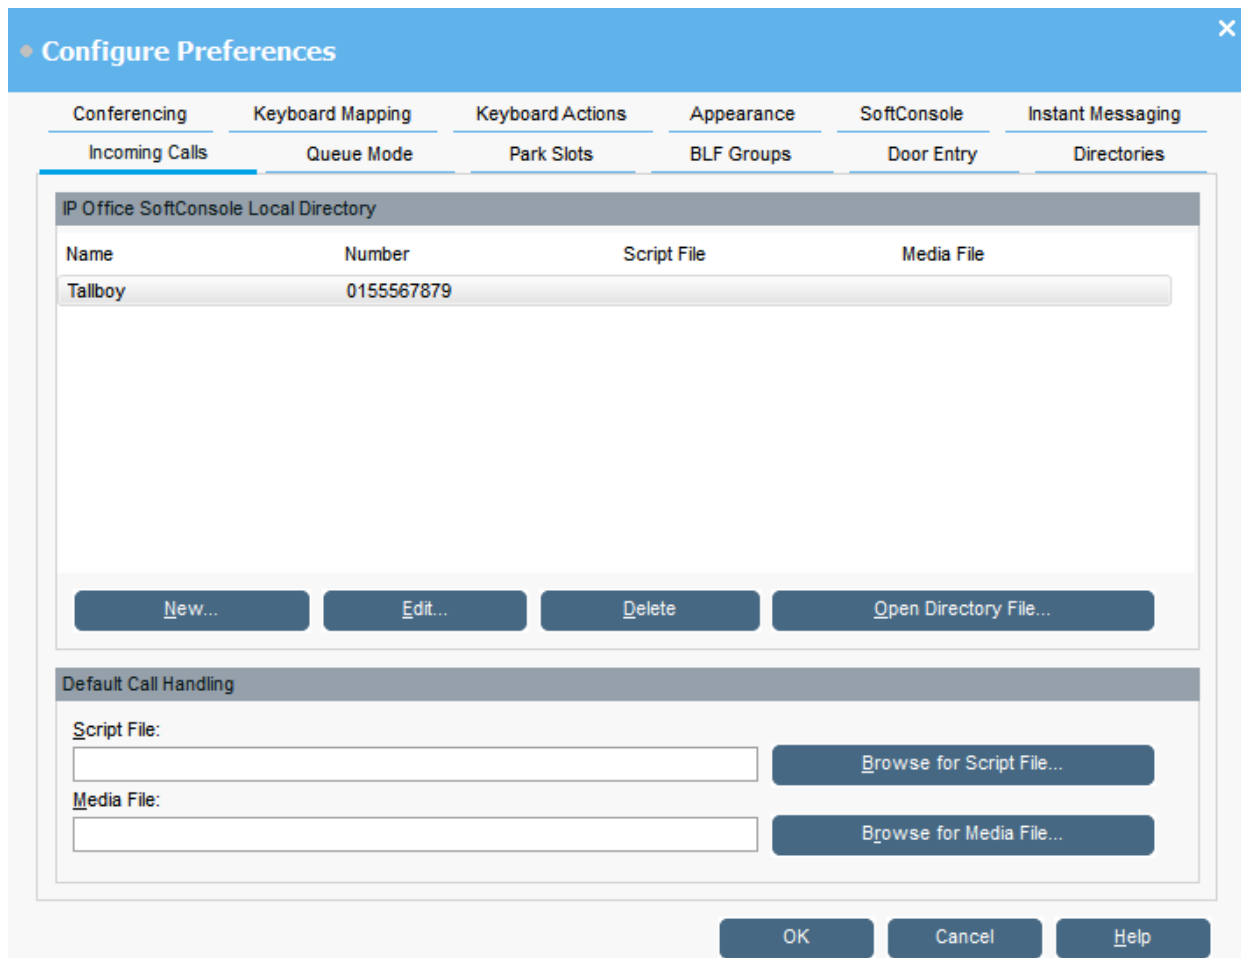 Configure Preferences
Conferencing Keyboard Mapping Keyboard Actions Appearance SoftConsole Instant Messaging
Incoming Calls Queue Mode Park Slots BLF Groups Door Entry Directories
IP Office SoftConsole Local Directory
Name Number Script File Media File
Tallboy 0155567879
New... Edit... Delete Open Directory File...
Default Call Handling
Script File:
Browse for Script File...
Media File:
Browse for Media File...
OK Cancel Help